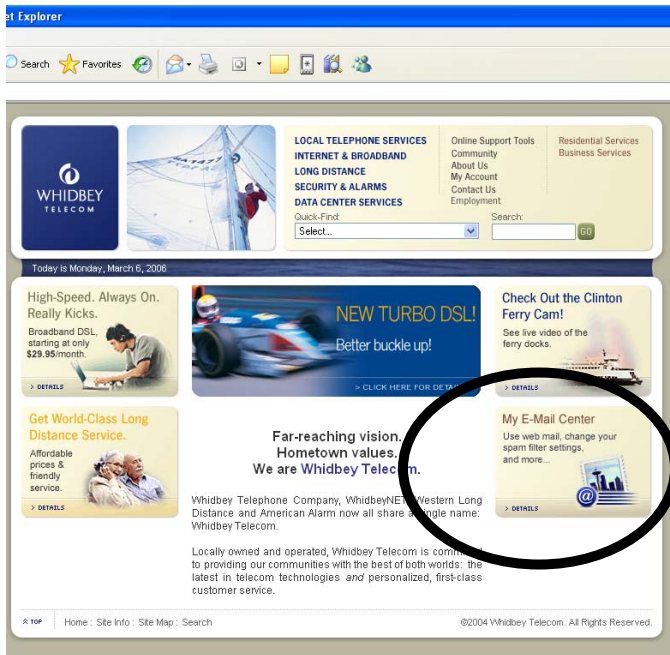 et Explorer
Search Favorites
WHIDBEY
TELECOM
LOCAL TELEPHONE SERVICES
INTERNET & BROADBAND
LONG DISTANCE
SECURITY & ALARMS
DATA CENTER SERVICES
Online Support Tools
Community
About Us
My Account
Contact Us
Employment
Residential Services
Business Services
Quick-Find:
Select...
Search:
GO
Today is Monday, March 6, 2006
High-Speed. Always On.
Really Kicks.
Broadband DSL,
starting at only
$29.95/month.
> DETAILS
NEW TURBO DSL!
Better buckle up!
> CLICK HERE FOR DETAI
Check Out the Clinton
Ferry Cam!
See live video of the
ferry docks.
> DETAILS
Get World-Class Long
Distance Service.
Affordable
prices &
friendly
service.
> DETAILS
Far-reaching vision.
Hometown values.
We are Whidbey Telecom.
Whidbey Telephone Company, WhidbeyNET, Western Long
Distance and American Alarm now all share a single name:
Whidbey Telecom.
Locally owned and operated, Whidbey Telecom is committed
to providing our communities with the best of both worlds: the
latest in telecom technologies and personalized, first-class
customer service.
My E-Mail Center
Use web mail, change your
spam filter settings,
and more...
@
> DETAILS
TOP
Home : Site Info : Site Map : Search
©2004 Whidbey Telecom. All Rights Reserved.